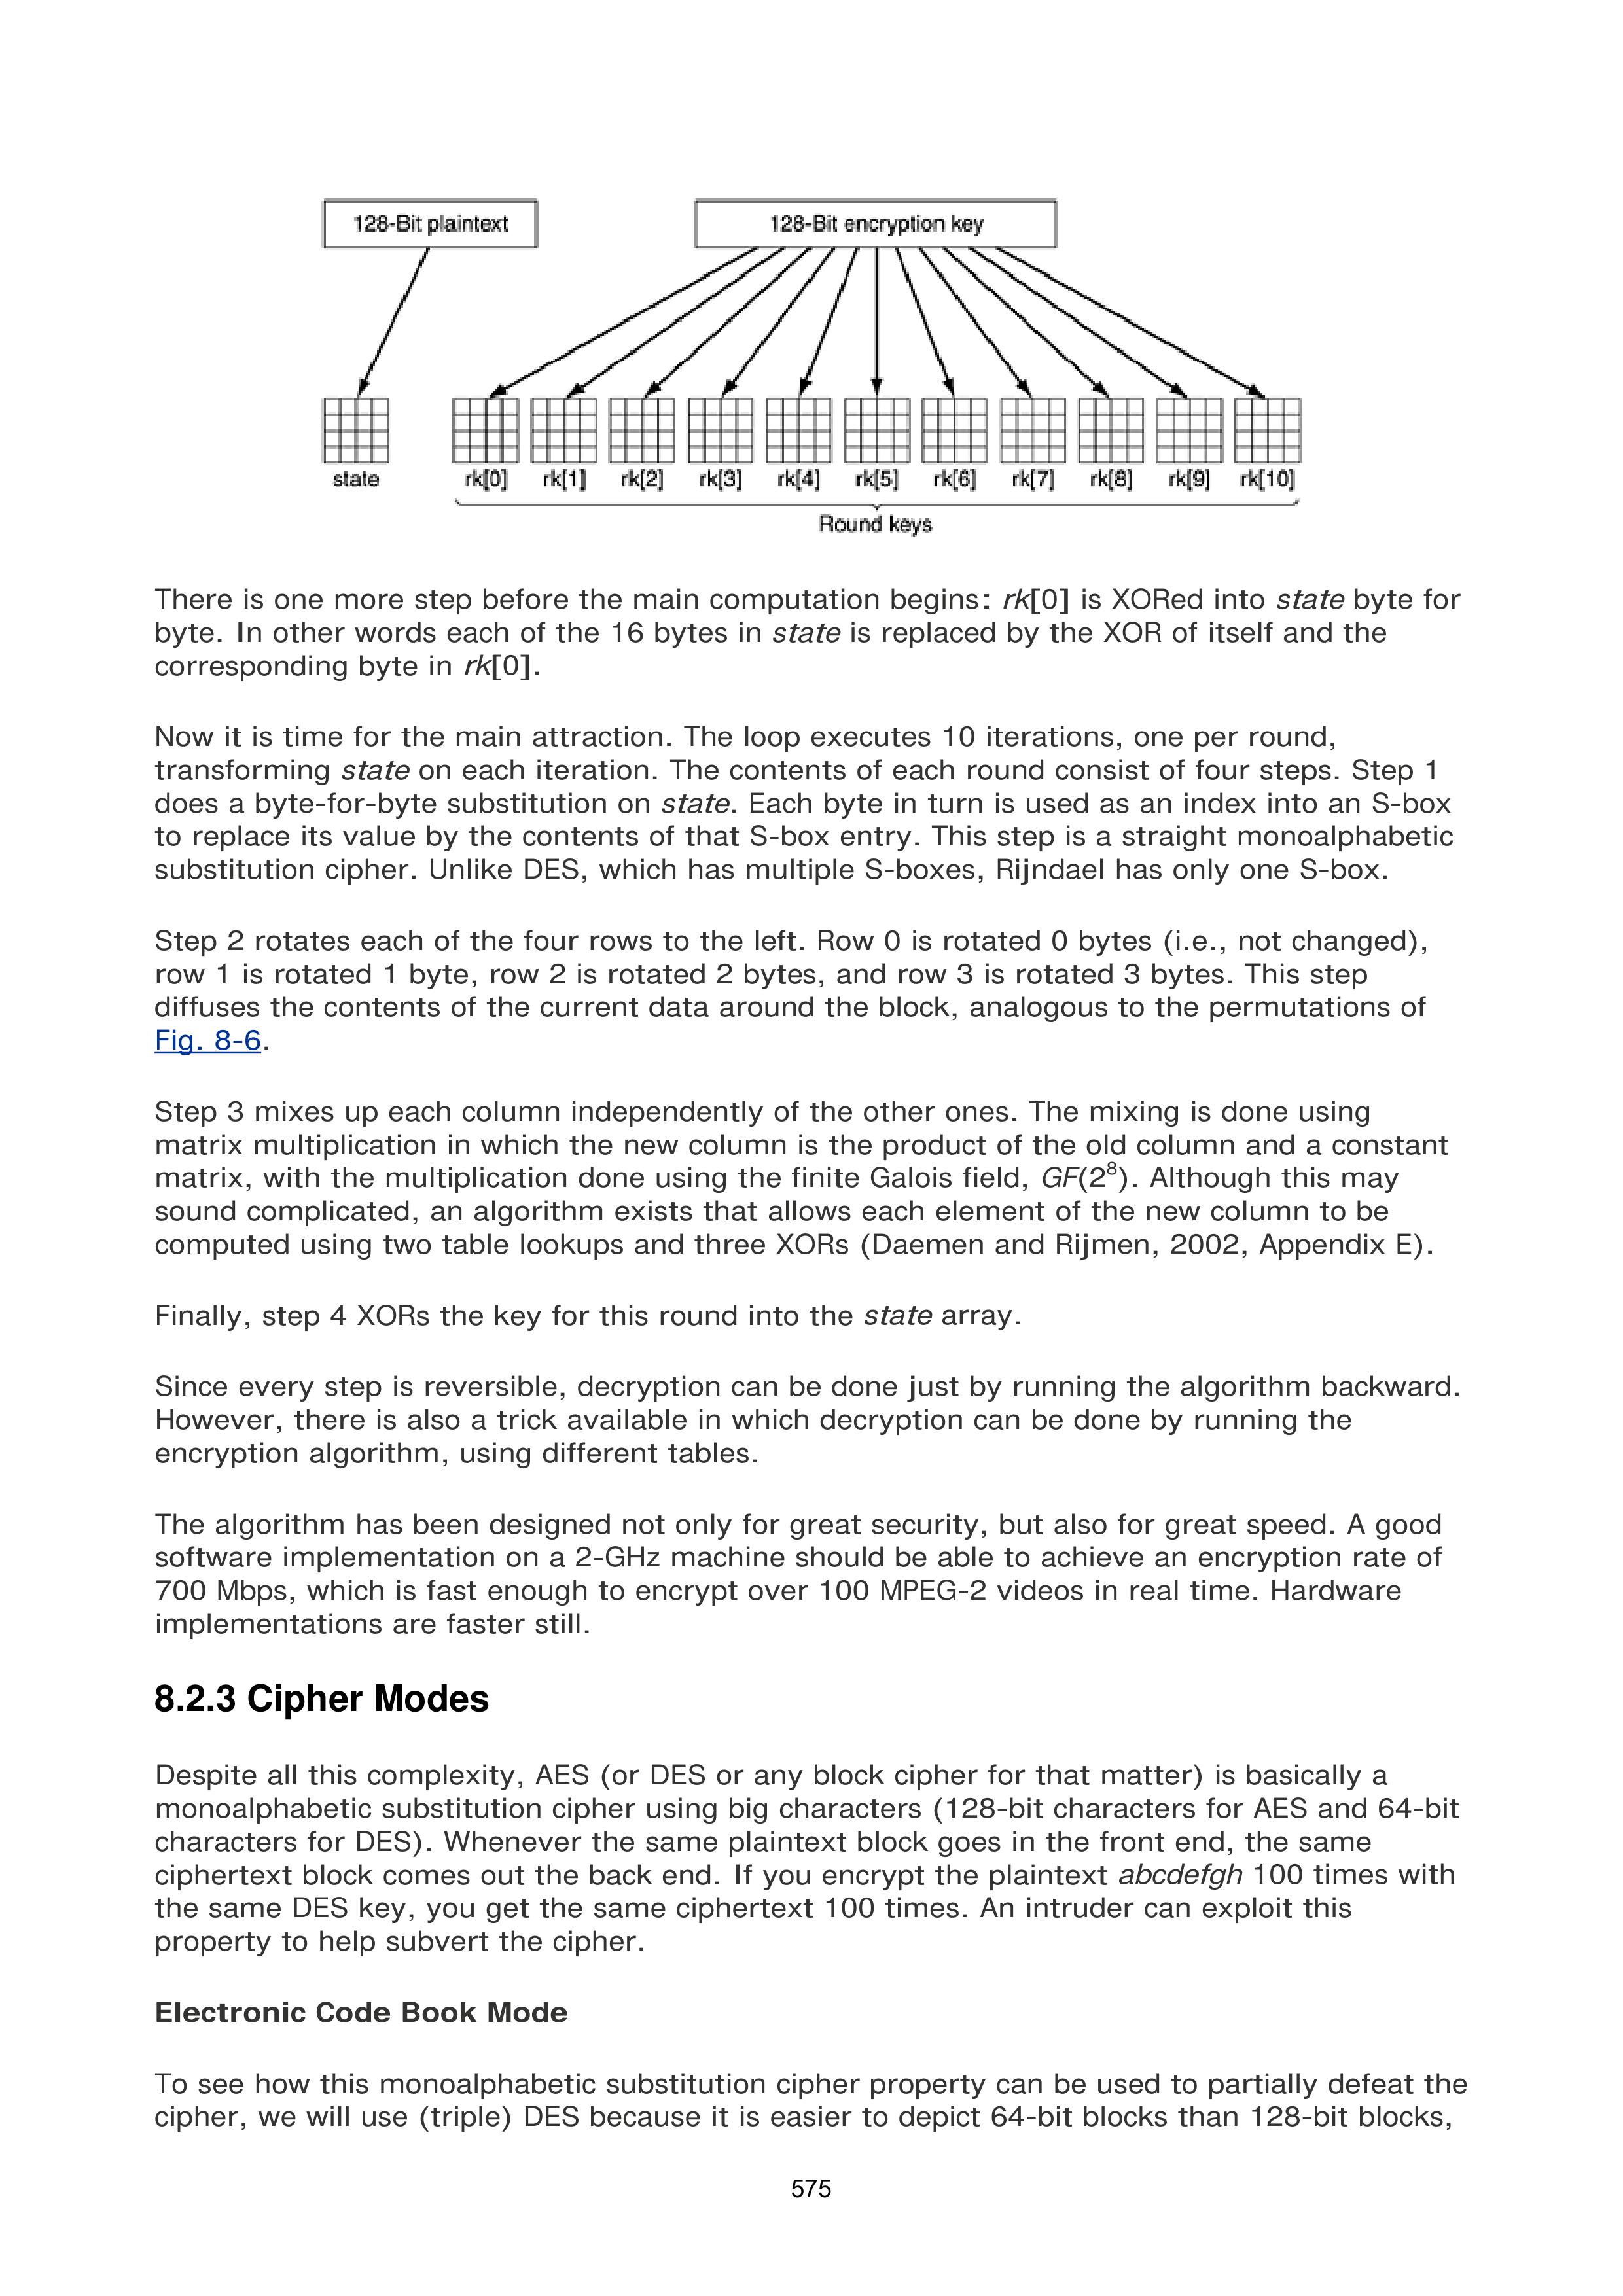 128-Bit plaintext 128-Bit encryption key
state rk[0] rk[1] rk[2] rk[3] rk[4] rk[5] rk[6] rk[7] rk[8] rk[9] rk[10]
Round keys
There is one more step before the main computation begins: rk[0] is XORed into state byte for
byte. In other words each of the 16 bytes in state is replaced by the XOR of itself and the
corresponding byte in rk[0].
Now it is time for the main attraction. The loop executes 10 iterations, one per round,
transforming state on each iteration. The contents of each round consist of four steps. Step 1
does a byte-for-byte substitution on state. Each byte in turn is used as an index into an S-box
to replace its value by the contents of that S-box entry. This step is a straight monoalphabetic
substitution cipher. Unlike DES, which has multiple S-boxes, Rijndael has only one S-box.
Step 2 rotates each of the four rows to the left. Row 0 is rotated 0 bytes (i.e., not changed),
row 1 is rotated 1 byte, row 2 is rotated 2 bytes, and row 3 is rotated 3 bytes. This step
diffuses the contents of the current data around the block, analogous to the permutations of
Fig. 8-6.
Step 3 mixes up each column independently of the other ones. The mixing is done using
matrix multiplication in which the new column is the product of the old column and a constant
matrix, with the multiplication done using the finite Galois field, GF(2⁸). Although this may
sound complicated, an algorithm exists that allows each element of the new column to be
computed using two table lookups and three XORs (Daemen and Rijmen, 2002, Appendix E).
Finally, step 4 XORs the key for this round into the state array.
Since every step is reversible, decryption can be done just by running the algorithm backward.
However, there is also a trick available in which decryption can be done by running the
encryption algorithm, using different tables.
The algorithm has been designed not only for great security, but also for great speed. A good
software implementation on a 2-GHz machine should be able to achieve an encryption rate of
700 Mbps, which is fast enough to encrypt over 100 MPEG-2 videos in real time. Hardware
implementations are faster still.
8.2.3 Cipher Modes
Despite all this complexity, AES (or DES or any block cipher for that matter) is basically a
monoalphabetic substitution cipher using big characters (128-bit characters for AES and 64-bit
characters for DES). Whenever the same plaintext block goes in the front end, the same
ciphertext block comes out the back end. If you encrypt the plaintext abcdefgh 100 times with
the same DES key, you get the same ciphertext 100 times. An intruder can exploit this
property to help subvert the cipher.
Electronic Code Book Mode
To see how this monoalphabetic substitution cipher property can be used to partially defeat the
cipher, we will use (triple) DES because it is easier to depict 64-bit blocks than 128-bit blocks,
575